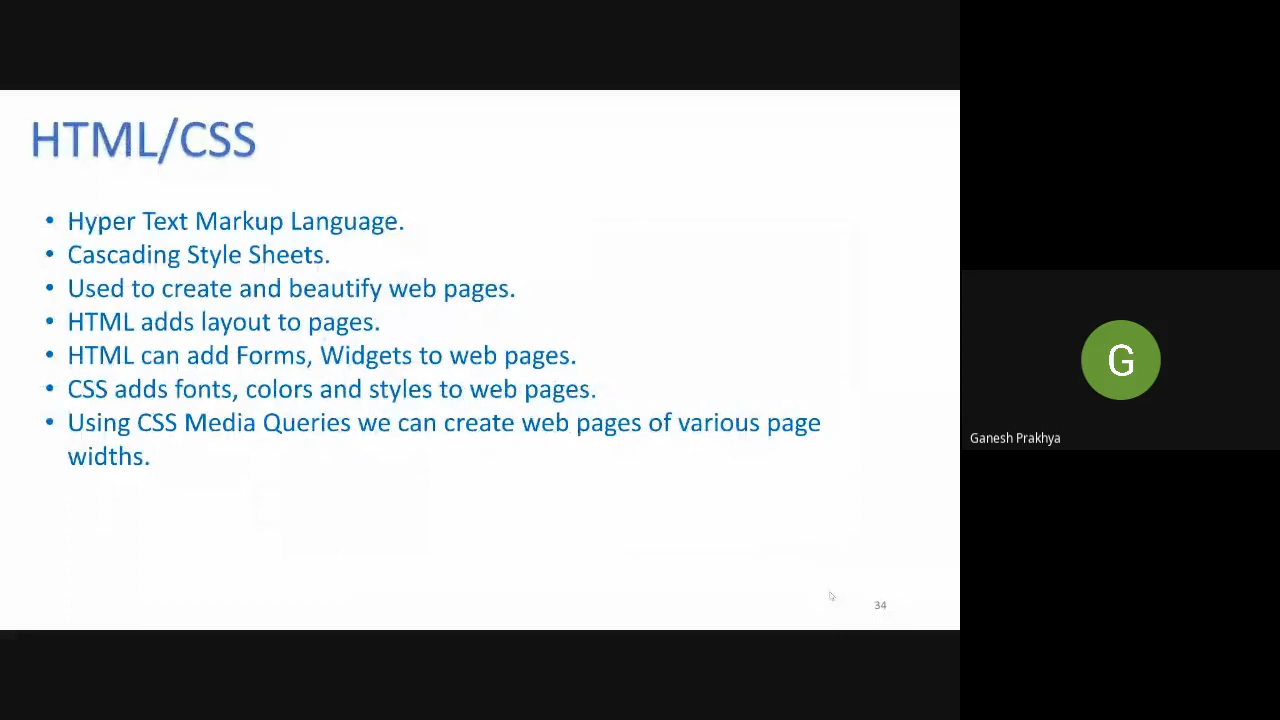 HTML/CSS
• Hyper Text Markup Language.
• Cascading Style Sheets.
• Used to create and beautify web pages.
• HTML adds layout to pages.
• HTML can add Forms, Widgets to web pages.
• CSS adds fonts, colors and styles to web pages.
• Using CSS Media Queries we can create web pages of various page
widths.
34
G
Ganesh Prakhya